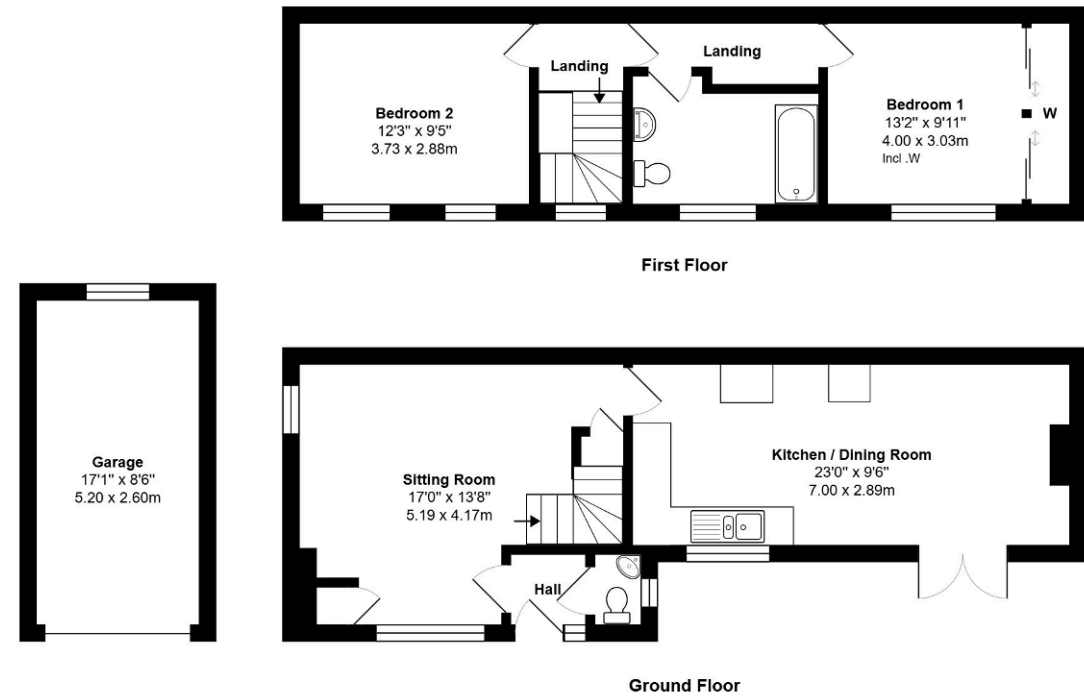 Landing
Landing
Bedroom 2
12'3" x 9'5"
3.73 x 2.88m
Bedroom 1
13'2" x 9'11"
4.00 x 3.03m
Incl .W
W
First Floor
Garage
17'1" x 8'6"
5.20 x 2.60m
Sitting Room
17'0" x 13'8"
5.19 x 4.17m
Kitchen / Dining Room
23'0" x 9'6"
7.00 x 2.89m
Hall
Ground Floor